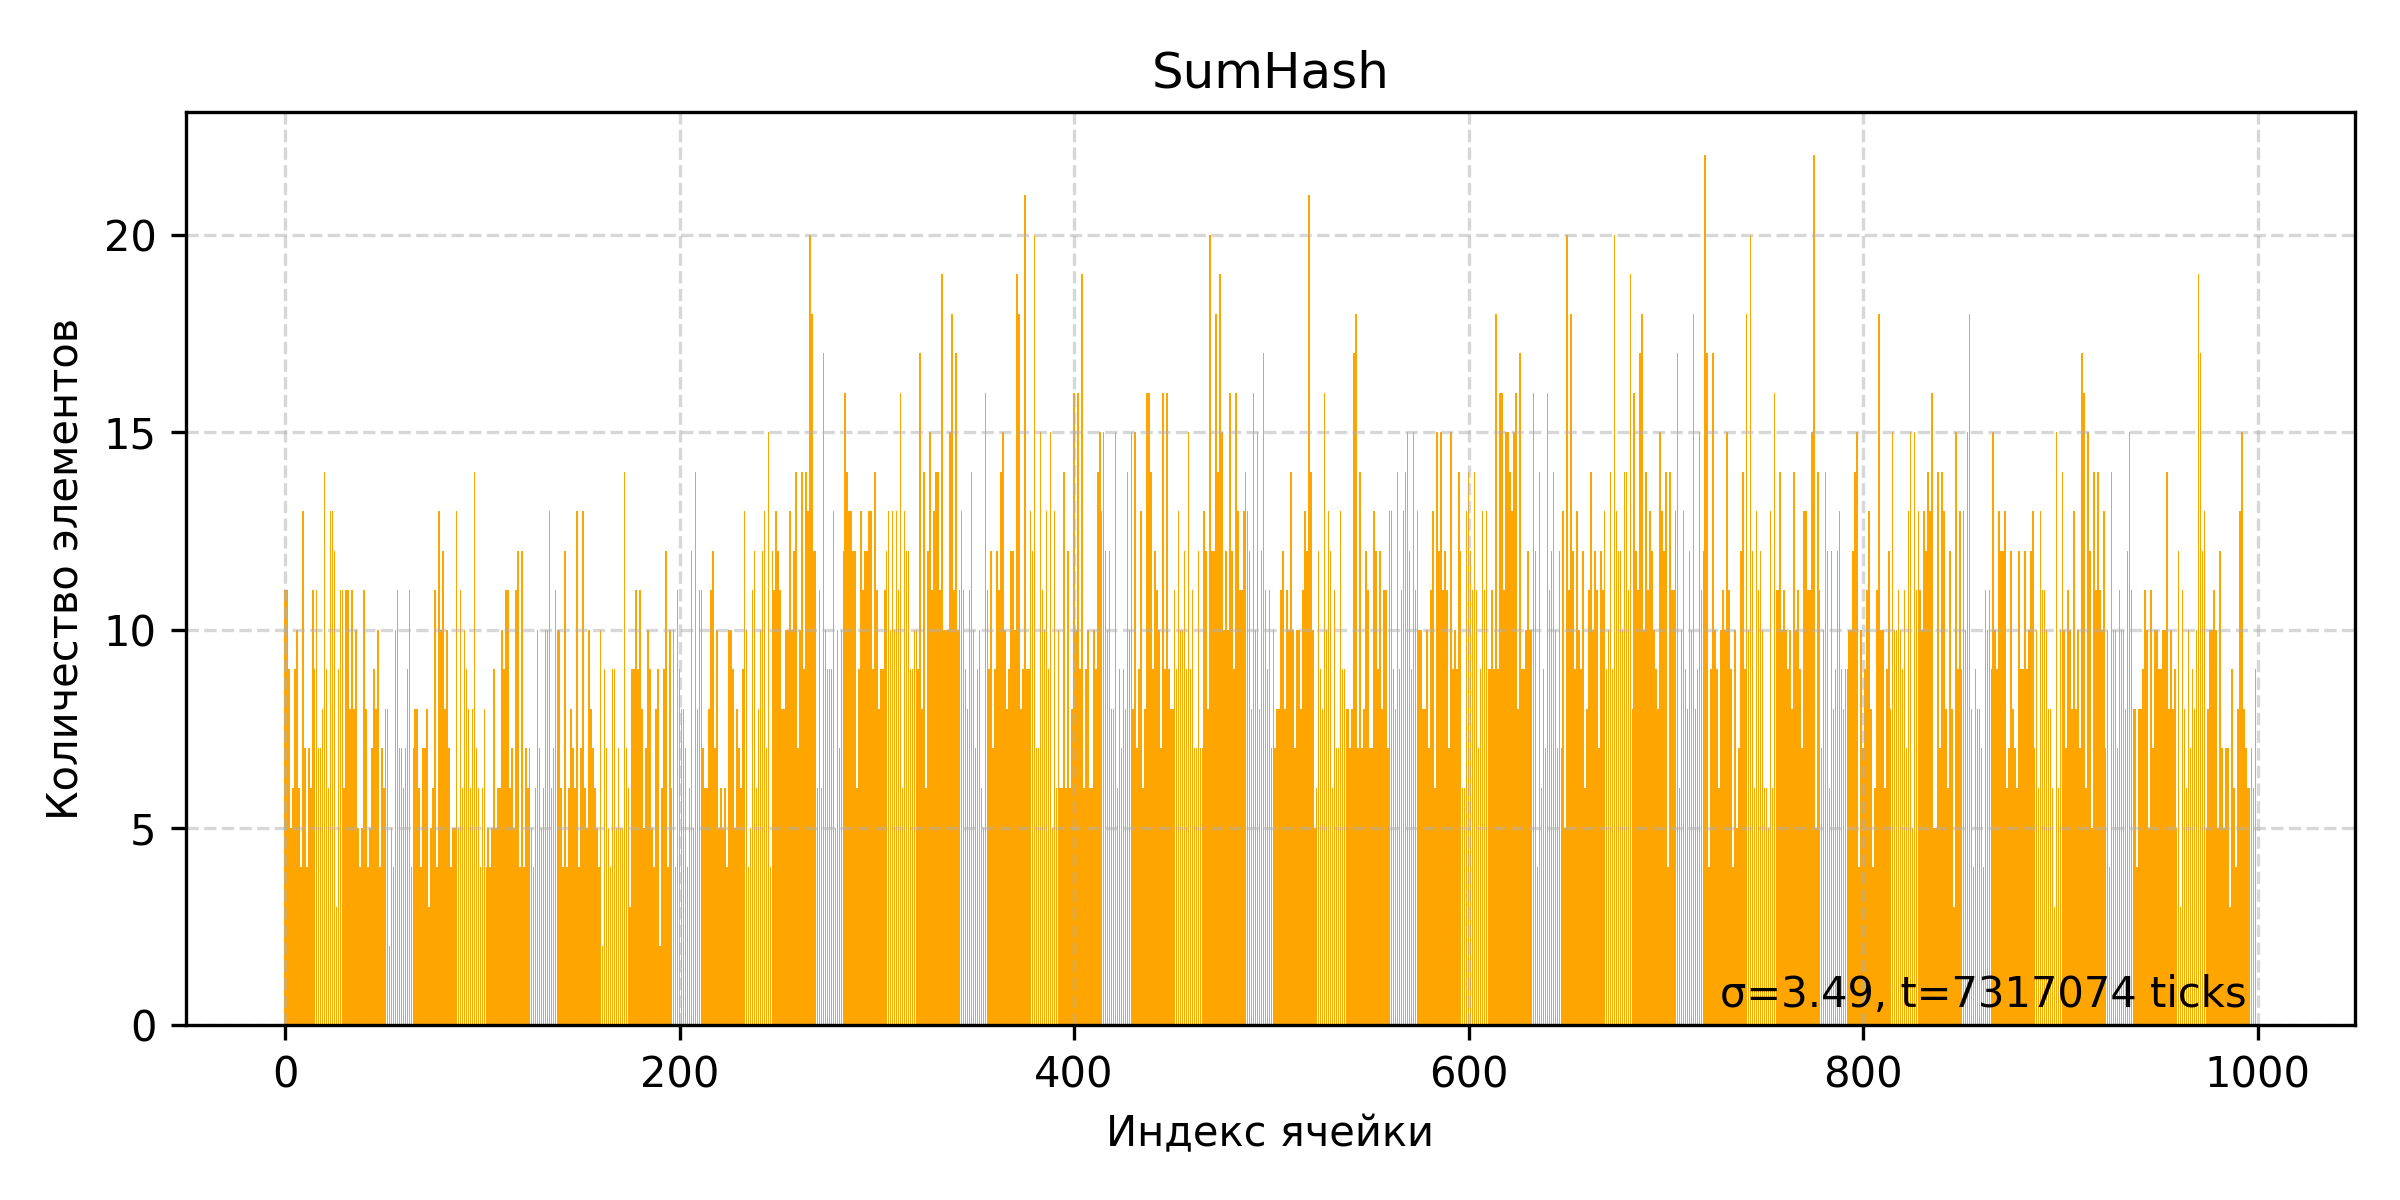 SumHash
Количество элементов
20
15
10
5
0
σ=3.49, t=7317074 ticks
0 200 400 600 800 1000
Индекс ячейки